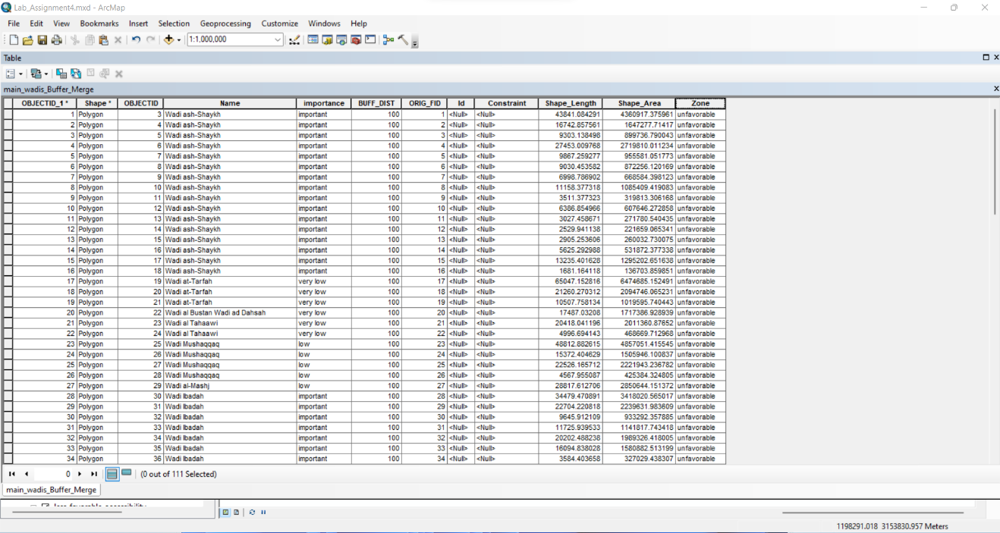 Lab_Assignment4.mxd - ArcMap
File Edit View Bookmarks Insert Selection Geoprocessing Customize Windows Help
1:1,000,000
Table
main_wadis_Buffer_Merge
OBJECTID_1 * Shape * OBJECTID Name importance BUFF_DIST ORIG_FID Id Constraint Shape_Length Shape_Area Zone
1 Polygon 3 Wadi ash-Shaykh important 100 1 <Null> <Null> 43841.084291 4360917.375961 unfavorable
2 Polygon 4 Wadi ash-Shaykh important 100 2 <Null> <Null> 16742.857561 1647277.71417 unfavorable
3 Polygon 5 Wadi ash-Shaykh important 100 3 <Null> <Null> 9303.138498 899736.790043 unfavorable
4 Polygon 6 Wadi ash-Shaykh important 100 4 <Null> <Null> 27453.009768 2719810.011234 unfavorable
5 Polygon 7 Wadi ash-Shaykh important 100 5 <Null> <Null> 9867.259277 955581.051773 unfavorable
6 Polygon 8 Wadi ash-Shaykh important 100 6 <Null> <Null> 9030.453582 872256.120169 unfavorable
7 Polygon 9 Wadi ash-Shaykh important 100 7 <Null> <Null> 6998.786902 668584.398123 unfavorable
8 Polygon 10 Wadi ash-Shaykh important 100 8 <Null> <Null> 11158.377318 1085409.419083 unfavorable
9 Polygon 11 Wadi ash-Shaykh important 100 9 <Null> <Null> 3511.377323 319813.306168 unfavorable
10 Polygon 12 Wadi ash-Shaykh important 100 10 <Null> <Null> 6386.854966 607646.272858 unfavorable
11 Polygon 13 Wadi ash-Shaykh important 100 11 <Null> <Null> 3027.458671 271780.540435 unfavorable
12 Polygon 14 Wadi ash-Shaykh important 100 12 <Null> <Null> 2529.941138 221659.065341 unfavorable
13 Polygon 15 Wadi ash-Shaykh important 100 13 <Null> <Null> 2905.253606 260032.730075 unfavorable
14 Polygon 16 Wadi ash-Shaykh important 100 14 <Null> <Null> 5625.292988 531872.377338 unfavorable
15 Polygon 17 Wadi ash-Shaykh important 100 15 <Null> <Null> 13235.401628 1295202.651638 unfavorable
16 Polygon 18 Wadi ash-Shaykh important 100 16 <Null> <Null> 1681.164118 136703.859851 unfavorable
17 Polygon 19 Wadi at-Tarfah very low 100 17 <Null> <Null> 65047.152816 6474685.152491 unfavorable
18 Polygon 20 Wadi at-Tarfah very low 100 18 <Null> <Null> 21260.270312 2094746.065231 unfavorable
19 Polygon 21 Wadi at-Tarfah very low 100 19 <Null> <Null> 10507.758134 1019595.740443 unfavorable
20 Polygon 22 Wadi al Bustan Wadi ad Dahsah very low 100 20 <Null> <Null> 17487.03208 1717386.928939 unfavorable
21 Polygon 23 Wadi al Tahaawi very low 100 21 <Null> <Null> 20418.041196 2011360.87652 unfavorable
22 Polygon 24 Wadi al Tahaawi very low 100 22 <Null> <Null> 4996.694143 468669.712968 unfavorable
23 Polygon 25 Wadi Mushaqqaq low 100 23 <Null> <Null> 48812.882615 4857051.415545 unfavorable
24 Polygon 26 Wadi Mushaqqaq low 100 24 <Null> <Null> 15372.404629 1505946.100837 unfavorable
25 Polygon 27 Wadi Mushaqqaq low 100 25 <Null> <Null> 22526.165712 2221943.236782 unfavorable
26 Polygon 28 Wadi Mushaqqaq low 100 26 <Null> <Null> 4567.955087 425384.324805 unfavorable
27 Polygon 29 Wadi al-Mashj low 100 27 <Null> <Null> 28817.612706 2850644.151372 unfavorable
28 Polygon 30 Wadi Ibadah important 100 28 <Null> <Null> 34479.470891 3418020.565017 unfavorable
29 Polygon 31 Wadi Ibadah important 100 29 <Null> <Null> 22704.220818 2239631.983609 unfavorable
30 Polygon 32 Wadi Ibadah important 100 30 <Null> <Null> 9645.912109 933292.357885 unfavorable
31 Polygon 33 Wadi Ibadah important 100 31 <Null> <Null> 11725.939533 1141817.743418 unfavorable
32 Polygon 34 Wadi Ibadah important 100 32 <Null> <Null> 20202.488238 1989326.418005 unfavorable
33 Polygon 35 Wadi Ibadah important 100 33 <Null> <Null> 16094.838028 1580882.513199 unfavorable
34 Polygon 36 Wadi Ibadah important 100 34 <Null> <Null> 3584.403658 327029.438307 unfavorable
0 (0 out of 111 Selected)
main_wadis_Buffer_Merge
less favorable accessibility
1198291.018 3153830.957 Meters